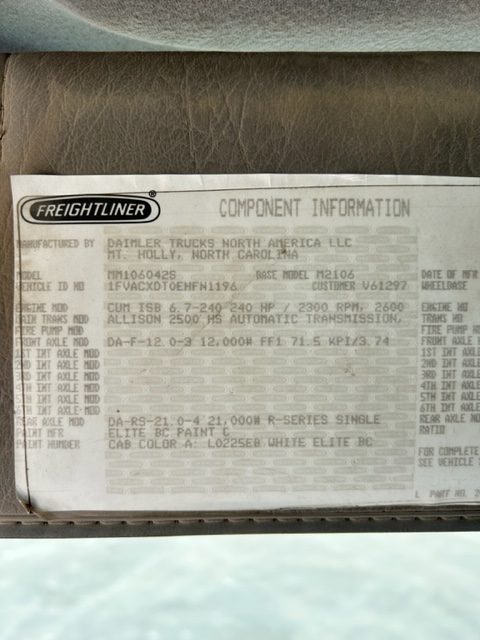 FREIGHTLINER®
COMPONENT INFORMATION
MANUFACTURED BY DAIMLER TRUCKS NORTH AMERICA LLC
MT. HOLLY, NORTH CAROLINA
MODEL MM106042S BASE MODEL M2106 DATE OF MFG
VEHICLE ID NO 1FVACXDT0EHFN1196 CUSTOMER V61297 WHEELBASE
ENGINE MOD CUM ISB 6.7-240 240 HP / 2300 RPM, 2600 ENGINE NO
MAIN TRANS MOD ALLISON 2500 HS AUTOMATIC TRANSMISSION, TRANS NO
FIRE PUMP MOD FIRE PUMP
FRONT AXLE MOD DA-F-12.0-3 12,000# FF1 71.5 KPI/3.74 FRONT AXLE
1ST INT AXLE MOD 1ST INT AXLE
2ND INT AXLE MOD 2ND INT AXLE
3RD INT AXLE MOD 3RD INT AXLE
4TH INT AXLE MOD 4TH INT AXLE
5TH INT AXLE MOD 5TH INT AXLE
6TH INT AXLE MOD 6TH INT AXLE
REAR AXLE MOD DA-RS-21.0-4 21,000# R-SERIES SINGLE REAR AXLE NO
PAINT MFR ELITE BC PAINT C RATIO
PAINT NUMBER CAB COLOR A: L0225EB WHITE ELITE BC
FOR COMPLETE
SEE VEHICLE
PART NO. 2